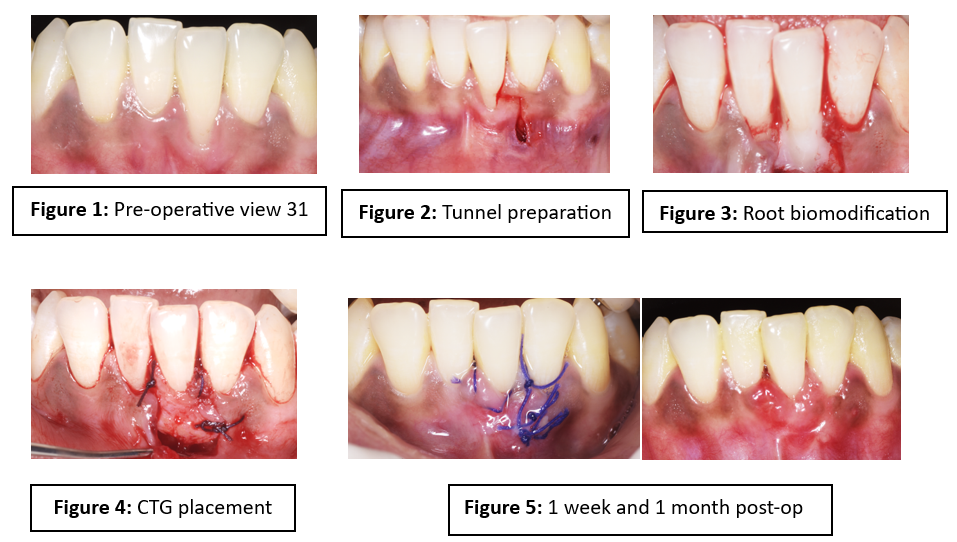 Figure 1: Pre-operative view 31
Figure 2: Tunnel preparation
Figure 3: Root biomodification
Figure 4: CTG placement
Figure 5: 1 week and 1 month post-op